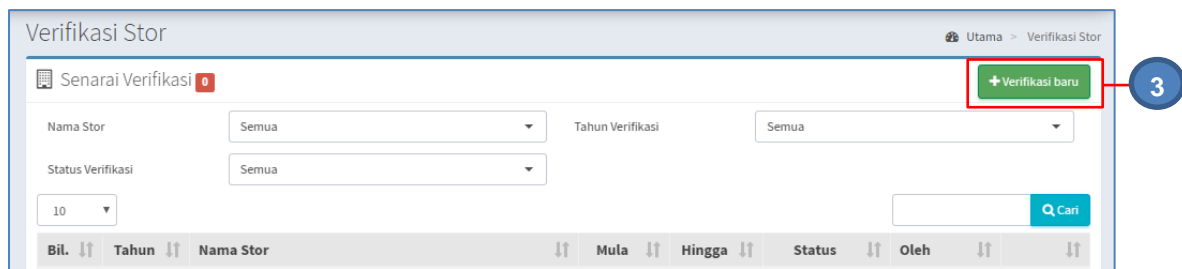 Verifikasi Stor
Utama > Verifikasi Stor
Senarai Verifikasi 0
+ Verifikasi baru
3
Nama Stor Semua Tahun Verifikasi Semua
Status Verifikasi Semua
10 Cari
Bil. Tahun Nama Stor Mula Hingga Status Oleh